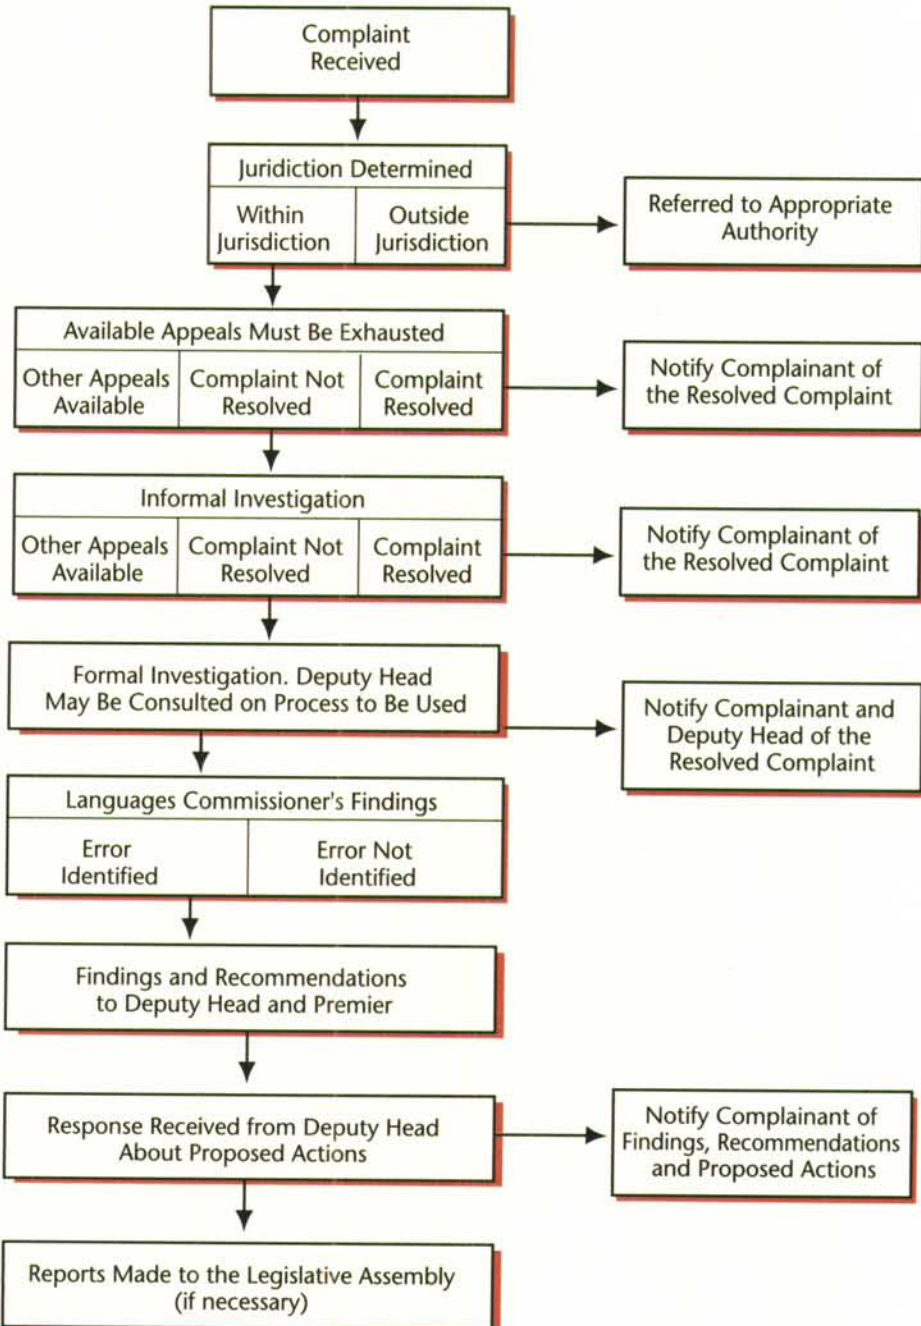 Complaint
Received
Juridiction Determined
Within
Jurisdiction
Outside
Jurisdiction
Referred to Appropriate
Authority
Available Appeals Must Be Exhausted
Other Appeals
Available
Complaint Not
Resolved
Complaint
Resolved
Notify Complainant of
the Resolved Complaint
Informal Investigation
Other Appeals
Available
Complaint Not
Resolved
Complaint
Resolved
Notify Complainant of
the Resolved Complaint
Formal Investigation. Deputy Head
May Be Consulted on Process to Be Used
Notify Complainant and
Deputy Head of the
Resolved Complaint
Languages Commissioner's Findings
Error
Identified
Error Not
Identified
Findings and Recommendations
to Deputy Head and Premier
Response Received from Deputy Head
About Proposed Actions
Notify Complainant of
Findings, Recommendations
and Proposed Actions
Reports Made to the Legislative Assembly
(if necessary)